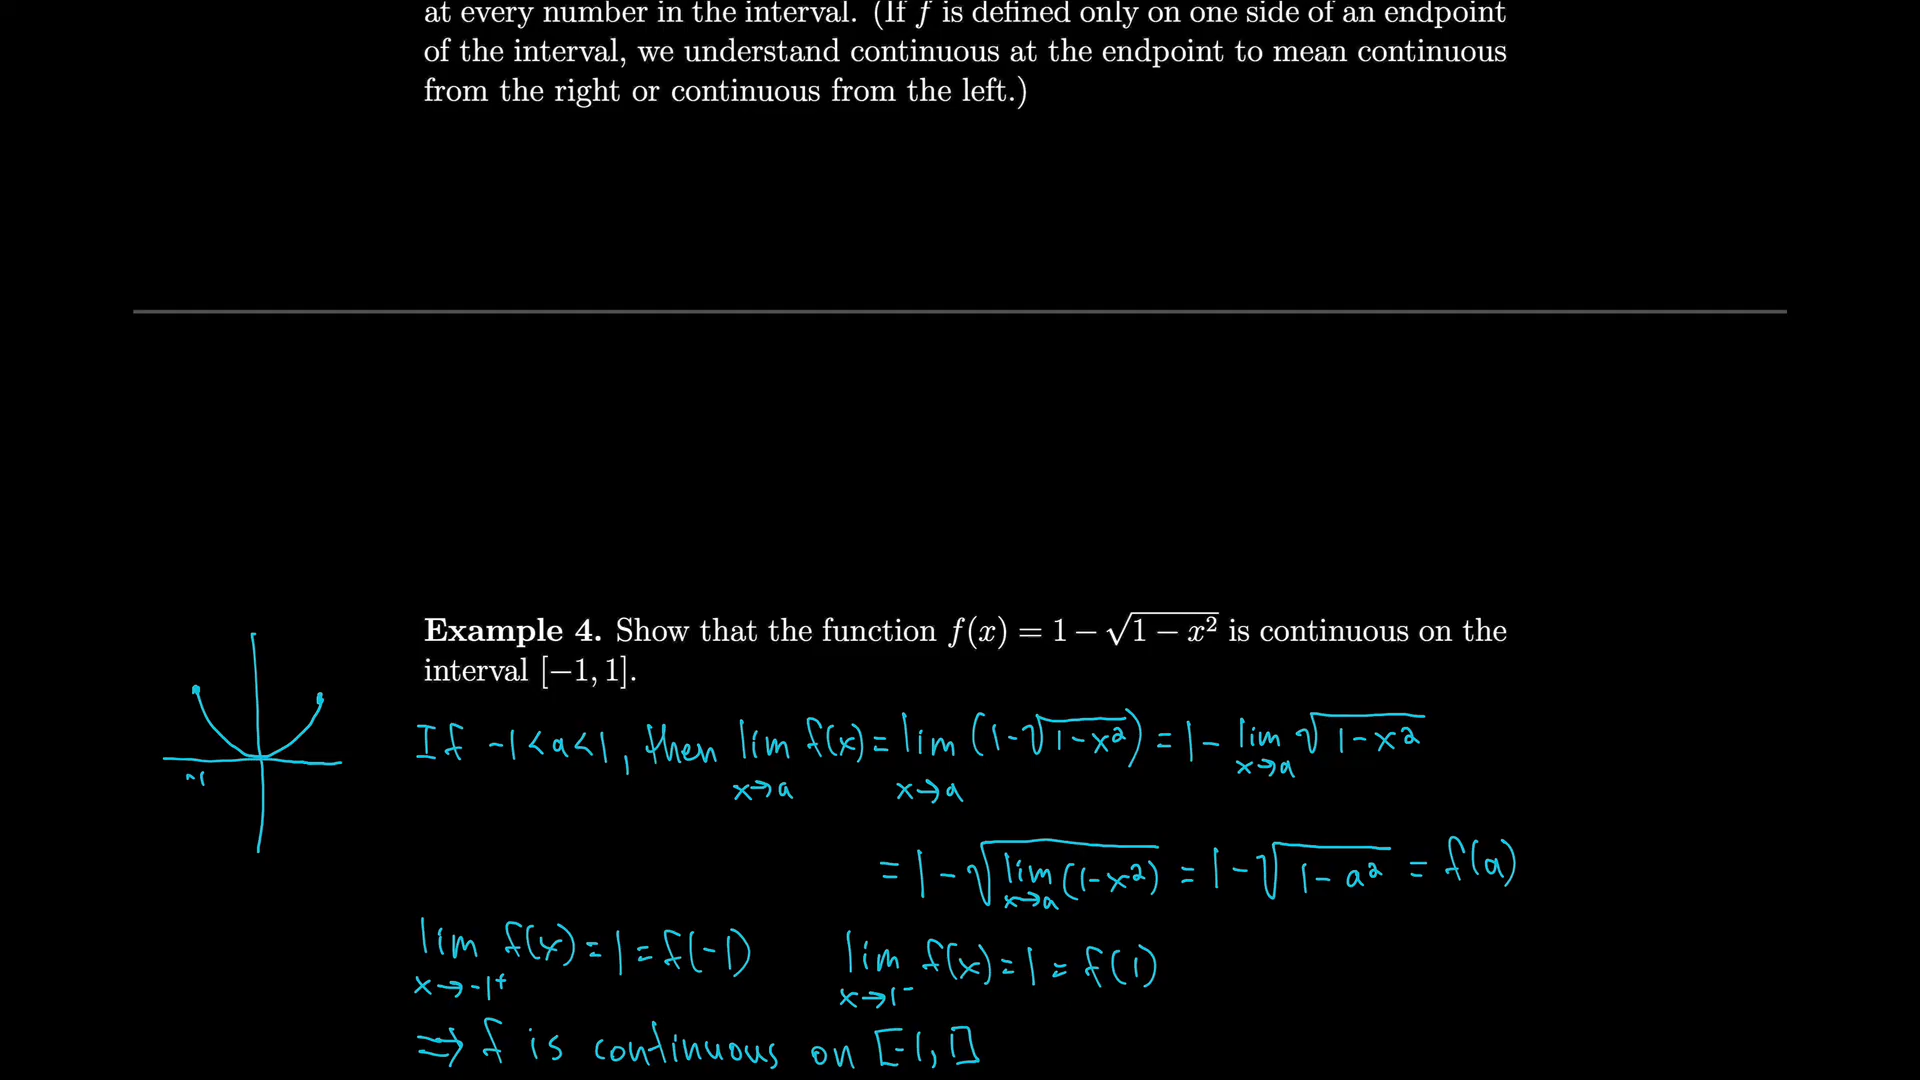 at every number in the interval. (If f is defined only on one side of an endpoint
of the interval, we understand continuous at the endpoint to mean continuous
from the right or continuous from the left.)
Example 4. Show that the function f(x) = 1 − √(1 − x²) is continuous on the
interval [−1, 1].
-1
If -1<a<1, then lim x→a f(x) = lim x→a (1-√(1-x²)) = 1- lim x→a √(1-x²)
= 1-√(lim x→a (1-x²)) = 1-√(1-a²) = f(a)
lim x→-1⁺ f(x) = 1 = f(-1) lim x→1⁻ f(x) = 1 = f(1)
⇒ f is continuous on [-1, 1]